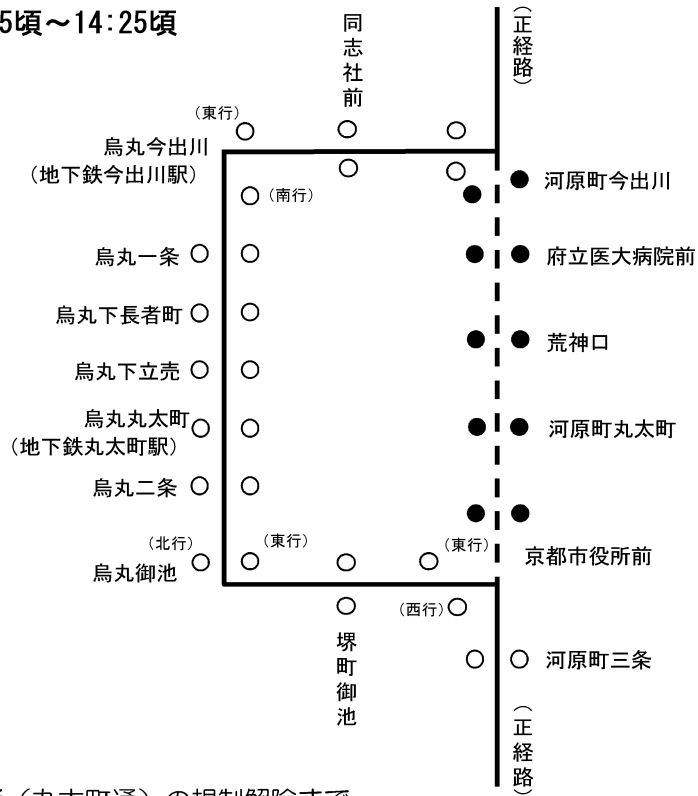 5頃～14:25頃
同志社前
（正経路）
（東行）
烏丸今出川
（地下鉄今出川駅）
（南行）
河原町今出川
烏丸一条
府立医大病院前
烏丸下長者町
荒神口
烏丸下立売
烏丸丸太町
（地下鉄丸太町駅）
河原町丸太町
烏丸二条
（北行）
（東行）
（東行）
京都市役所前
烏丸御池
（西行）
堺町御池
河原町三条
（正経路）
（丸太町通）の規制解除まで